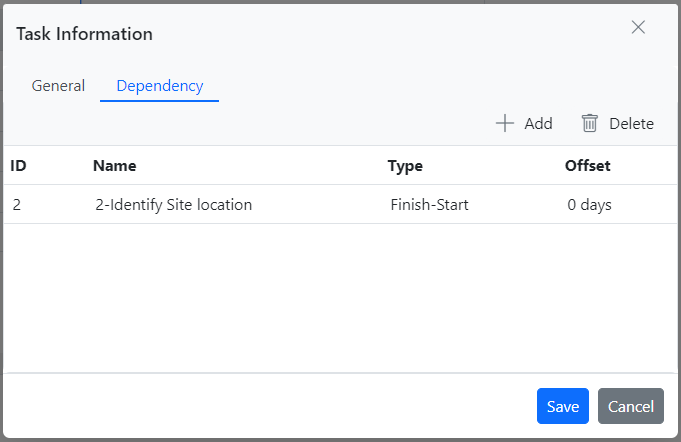 Task Information
General Dependency
Add Delete
ID Name Type Offset
2 2-Identify Site location Finish-Start 0 days
Save Cancel